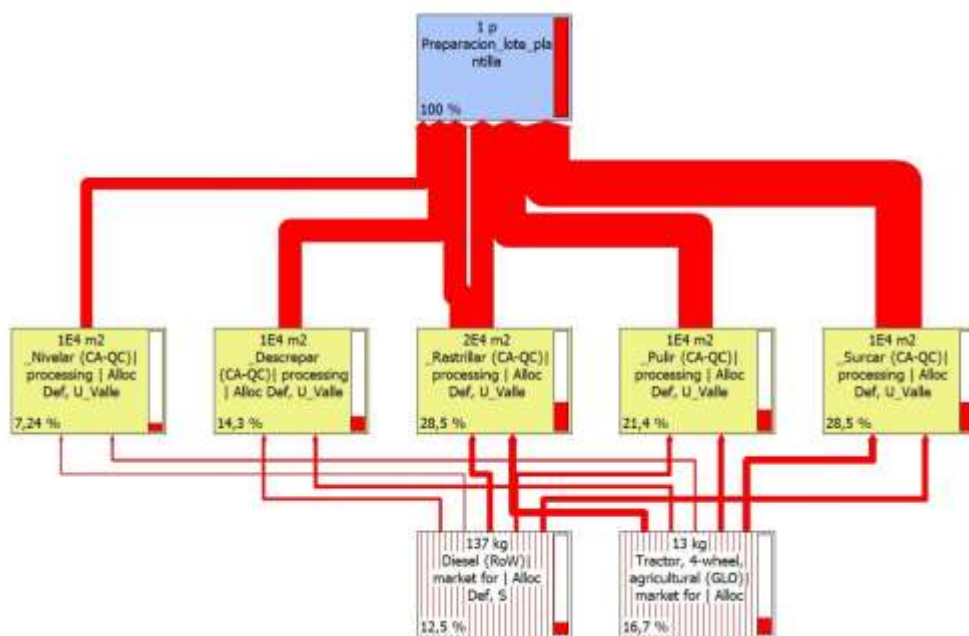 1 p
Preparacion_lote_pla
ntilla
100 %
1E4 m2
_Nivelar {CA-QC}|
processing | Alloc
Def, U_Valle
7,24 %
1E4 m2
_Descrepar
{CA-QC}| processing
| Alloc Def, U_Valle
14,3 %
2E4 m2
_Rastrillar {CA-QC}|
processing | Alloc
Def, U_Valle
28,5 %
1E4 m2
_Pulir {CA-QC}|
processing | Alloc
Def, U_Valle
21,4 %
1E4 m2
_Surcar {CA-QC}|
processing | Alloc
Def, U_Valle
28,5 %
137 kg
Diesel {RoW}|
market for | Alloc
Def, S
12,5 %
13 kg
Tractor, 4-wheel,
agricultural {GLO}|
market for | Alloc
16,7 %